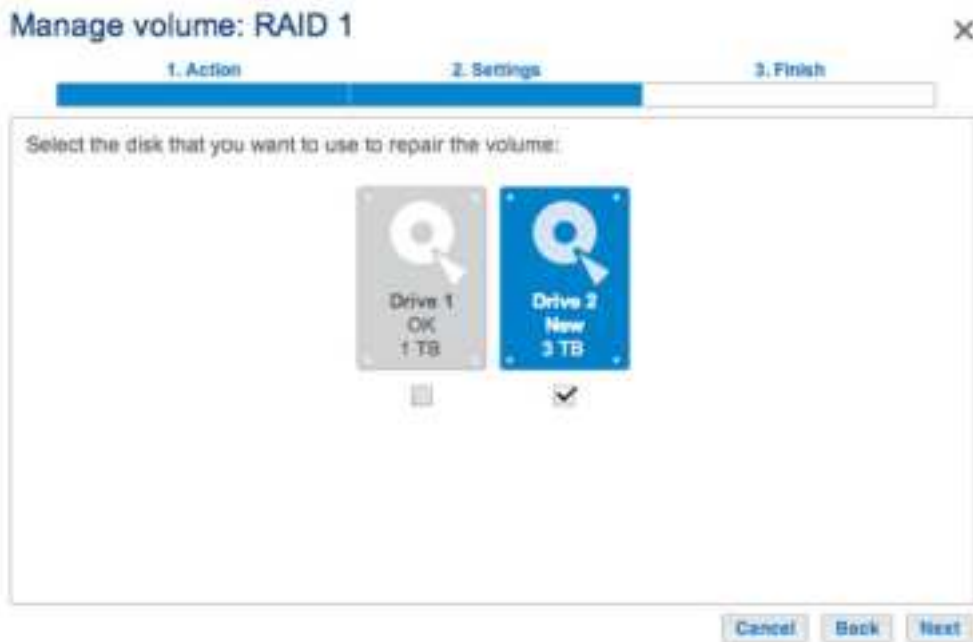 Manage volume: RAID 1
1. Action 2. Settings 3. Finish
Select the disk that you want to use to repair the volume:
Drive 1 Drive 2
OK New
1 TB 3 TB
Cancel Back Next